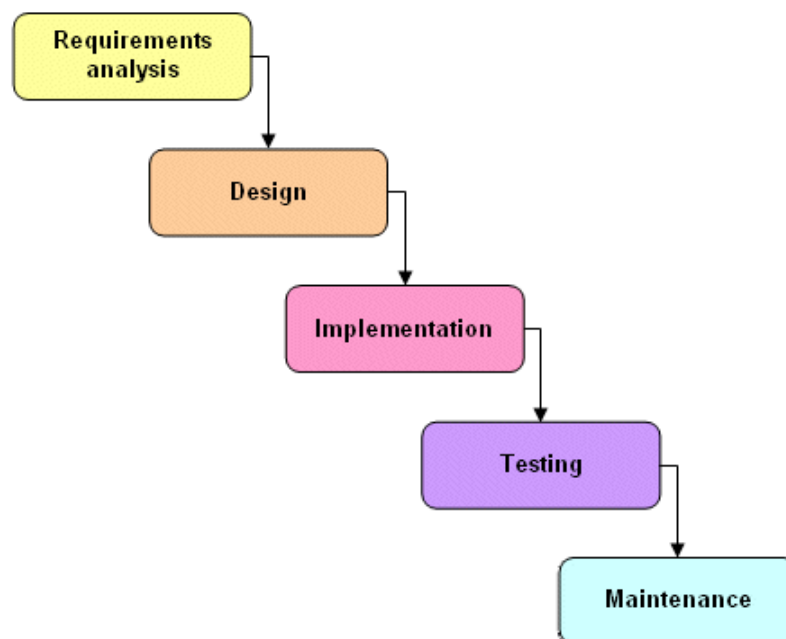 Requirements
analysis
Design
Implementation
Testing
Maintenance